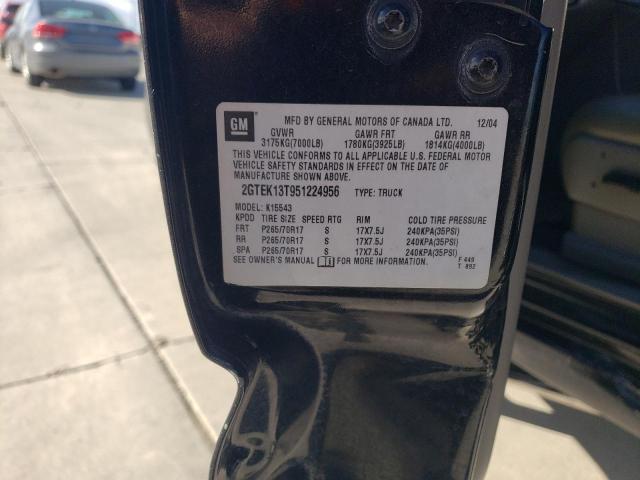 GM
MFD BY GENERAL MOTORS OF CANADA LTD. 12/04
GVWR GAWR FRT GAWR RR
3175KG(7000LB) 1780KG(3925LB) 1814KG(4000LB)
THIS VEHICLE CONFORMS TO ALL APPLICABLE U.S. FEDERAL MOTOR
VEHICLE SAFETY STANDARDS IN EFFECT ON THE DATE OF
MANUFACTURE SHOWN ABOVE.
2GTEK13T951224956 TYPE: TRUCK
MODEL: K15543
KPDD TIRE SIZE SPEED RTG RIM COLD TIRE PRESSURE
FRT P265/70R17 S 17X7.5J 240KPA(35PSI)
RR P265/70R17 S 17X7.5J 240KPA(35PSI)
SPA P265/70R17 S 17X7.5J 240KPA(35PSI)
SEE OWNER'S MANUAL FOR MORE INFORMATION. F 449
T 892